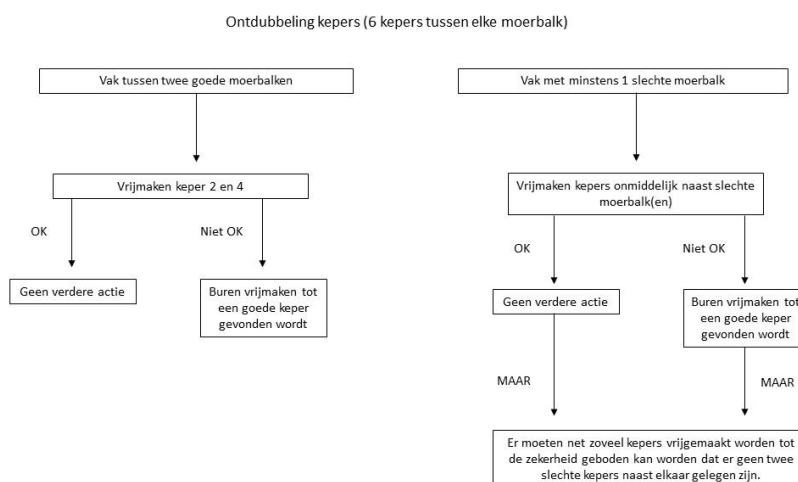 Ontdubbeling kepers (6 kepers tussen elke moerbalk)
Vak tussen twee goede moerbalken
Vrijmaken keper 2 en 4
OK
Niet OK
Geen verdere actie
Buren vrijmaken tot
een goede keper
gevonden wordt
Vak met minstens 1 slechte moerbalk
Vrijmaken kepers onmiddelijk naast slechte
moerbalk(en)
OK
Niet OK
Geen verdere actie
Buren vrijmaken tot
een goede keper
gevonden wordt
MAAR
MAAR
Er moeten net zoveel kepers vrijgemaakt worden tot
de zekerheid geboden kan worden dat er geen twee
slechte kepers naast elkaar gelegen zijn.